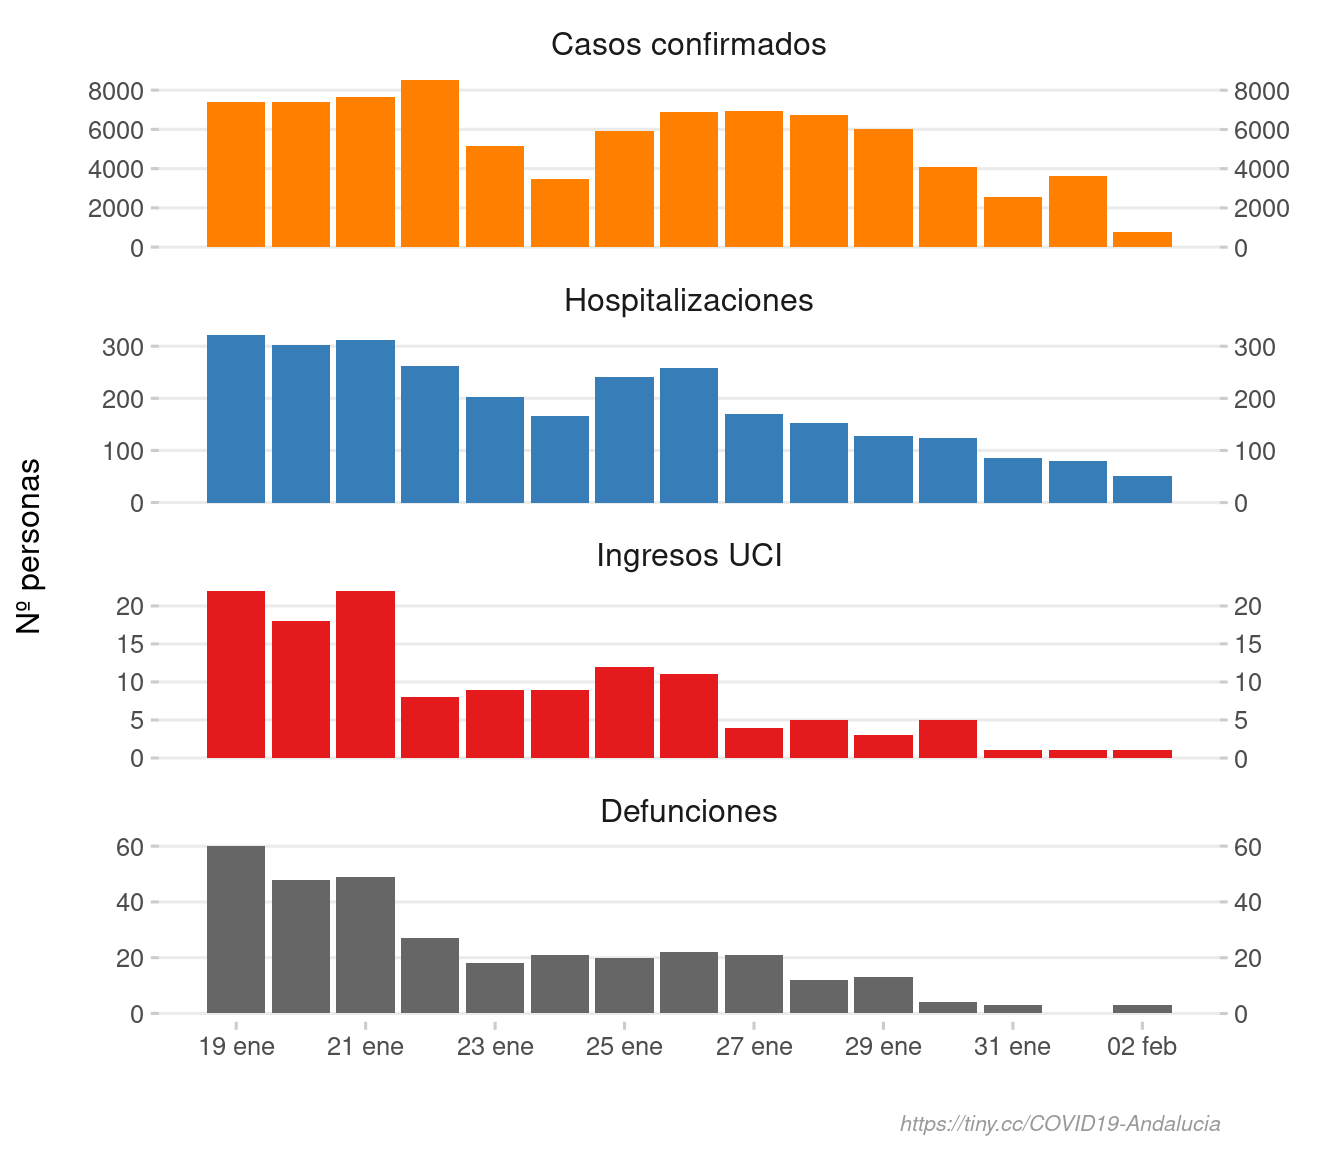 Casos confirmados
8000 8000
6000 6000
4000 4000
2000 2000
0 0
Hospitalizaciones
300 300
200 200
100 100
0 0
Nº personas
Ingresos UCI
20 20
15 15
10 10
5 5
0 0
Defunciones
60 60
40 40
20 20
0 0
19 ene 21 ene 23 ene 25 ene 27 ene 29 ene 31 ene 02 feb
https://tiny.cc/COVID19-Andalucia